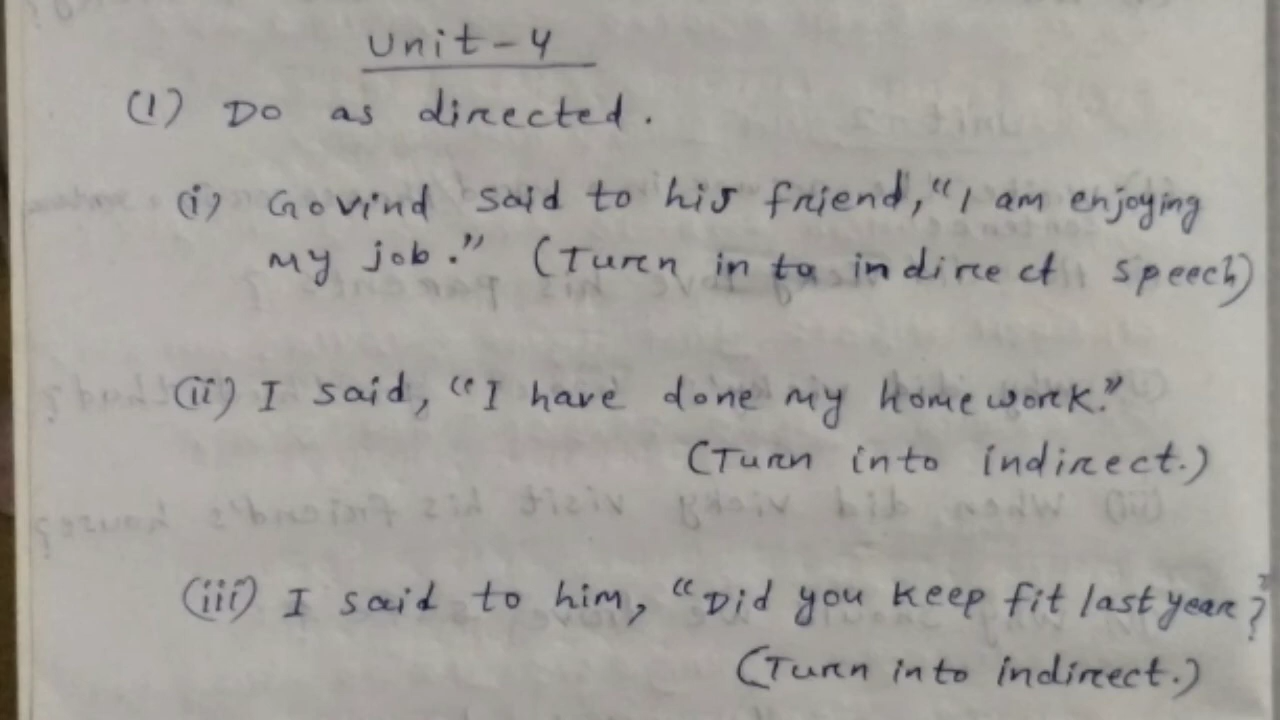 Unit-4
(1) Do as directed.
(i) Govind said to his friend, "I am enjoying
my job." (Turn in to indirect speech)
(ii) I said, "I have done my homework."
(Turn into indirect.)
(iii) I said to him, "Did you keep fit last year?"
(Turn into indirect.)